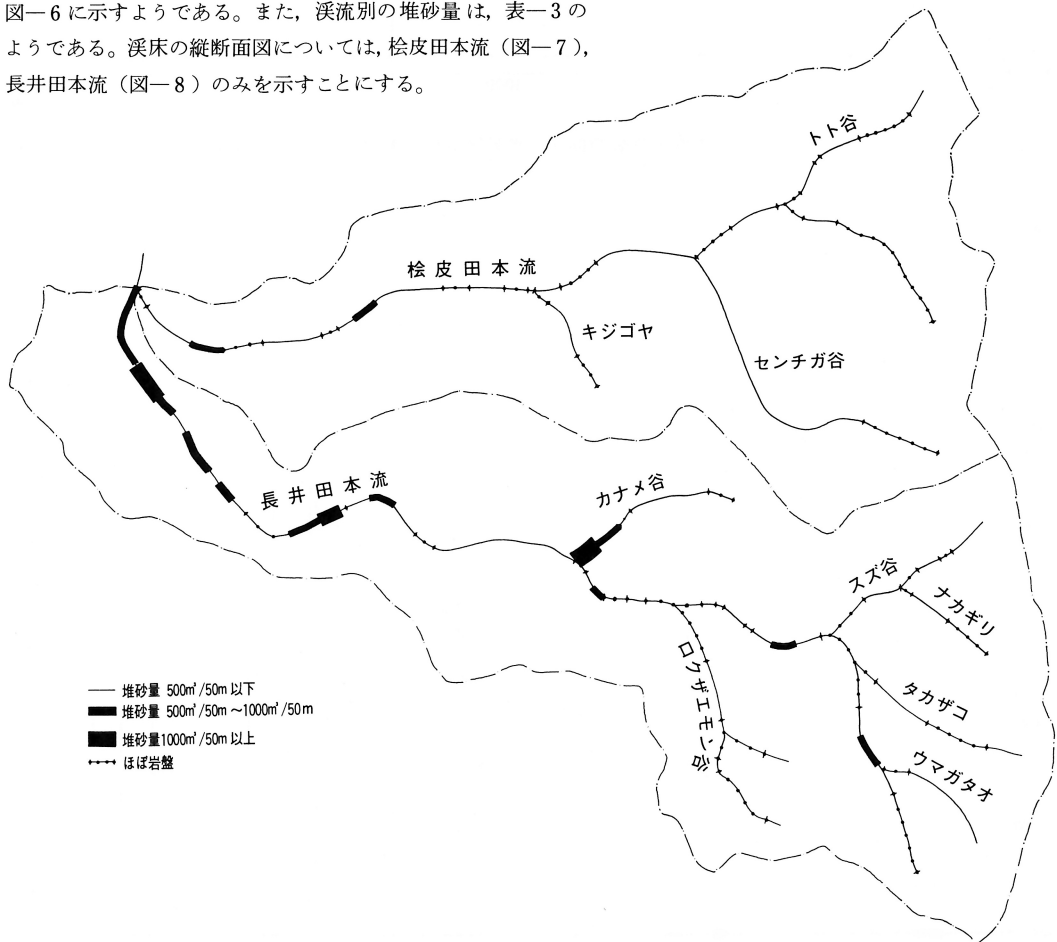 図―6に示すようである。また,渓流別の堆砂量は,表―3の
ようである。渓床の縦断面図については,桧皮田本流(図―7),
長井田本流(図―8)のみを示すことにする。
トト谷
桧皮田本流
キジゴヤ
センチガ谷
長井田本流
カナメ谷
スズ谷
ナカギリ
ロクザエモン谷
タカザコ
ウマガタオ
堆砂量 500㎥/50m以下
堆砂量 500㎥/50m~1000㎥/50m
堆砂量1000㎥/50m以上
ほぼ岩盤